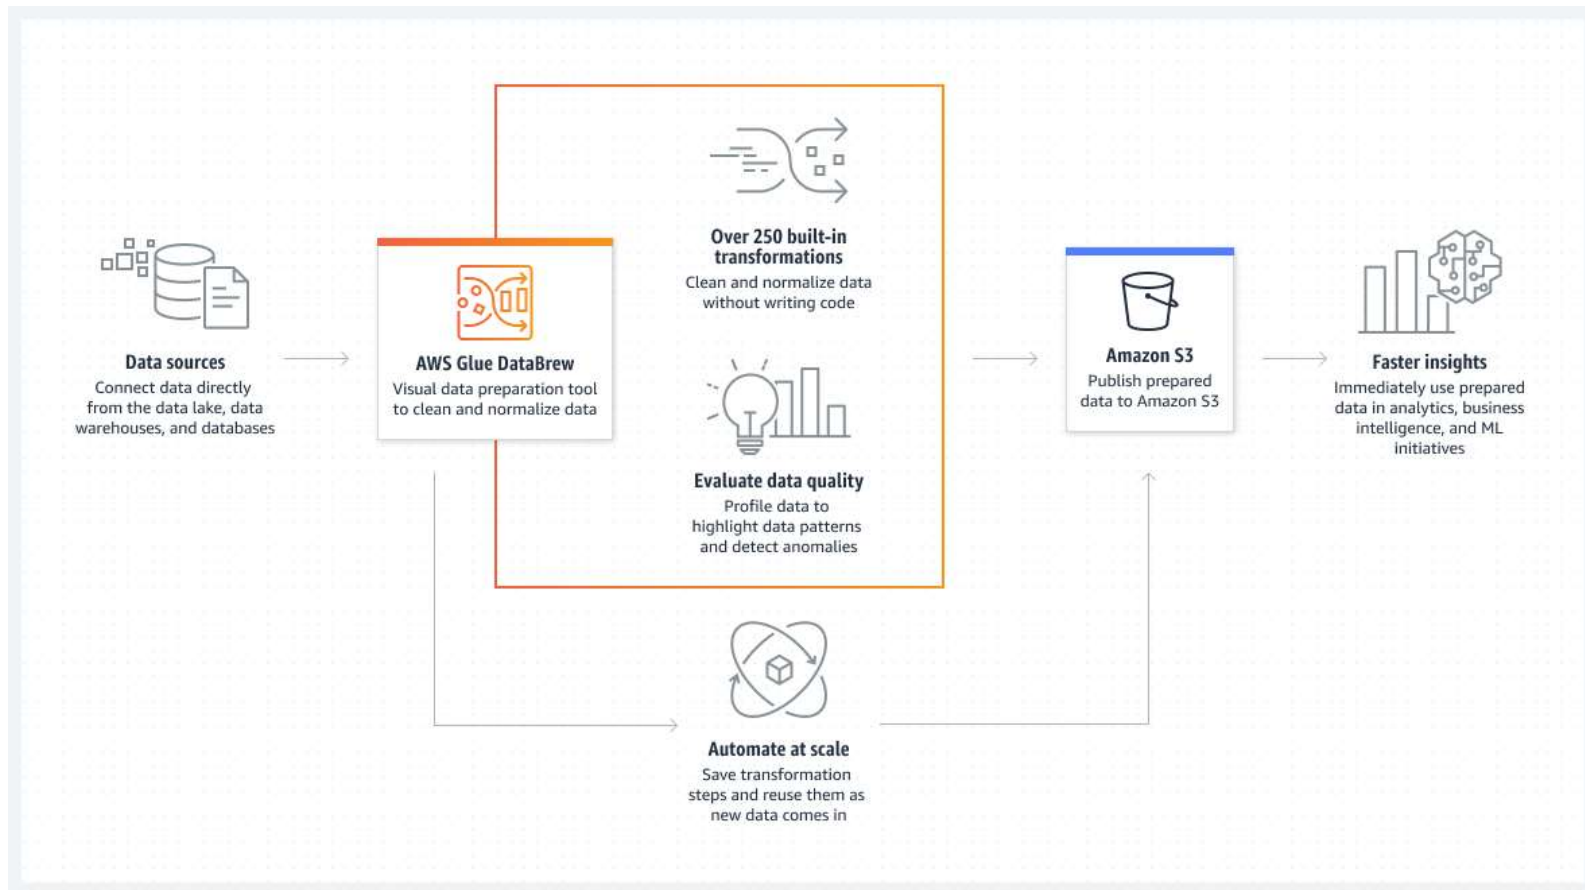 Data sources
Connect data directly
from the data lake, data
warehouses, and databases
AWS Glue DataBrew
Visual data preparation tool
to clean and normalize data
Over 250 built-in
transformations
Clean and normalize data
without writing code
Evaluate data quality
Profile data to
highlight data patterns
and detect anomalies
Automate at scale
Save transformation
steps and reuse them as
new data comes in
Amazon S3
Publish prepared
data to Amazon S3
Faster insights
Immediately use prepared
data in analytics, business
intelligence, and ML
initiatives